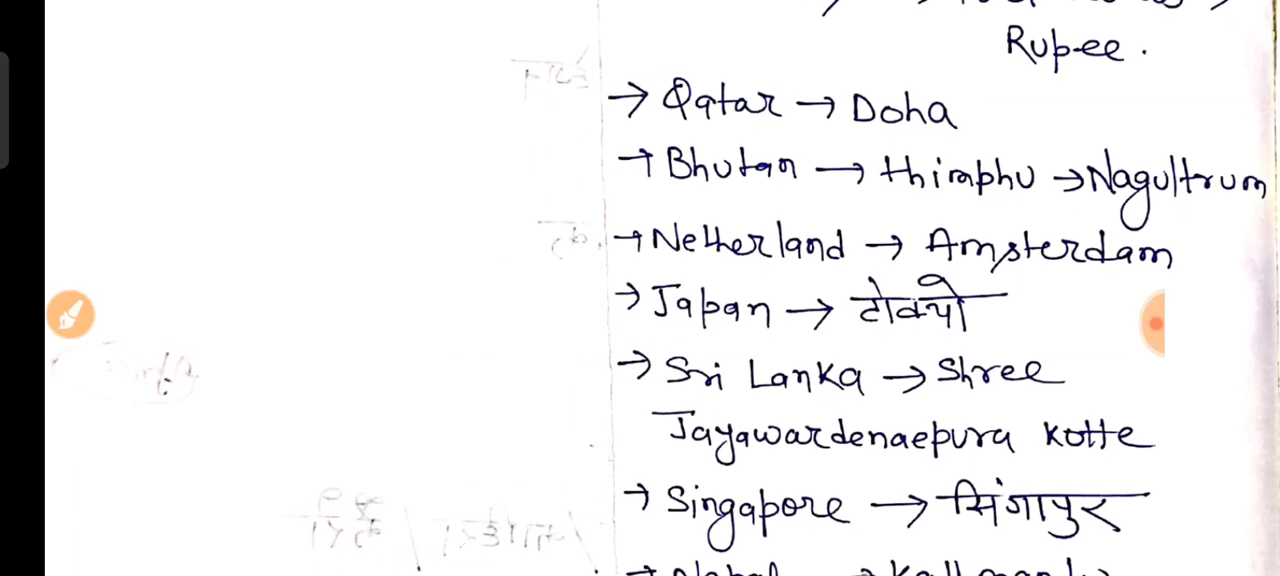 Rupee.
→ Qatar → Doha
→ Bhutan → thimphu → Nagultrum
→ Netherland → Amsterdam
→ Japan → टोक्यो
→ Sri Lanka → Shree
Jayawardenaepura Kotte
→ Singapore → सिंगापुर